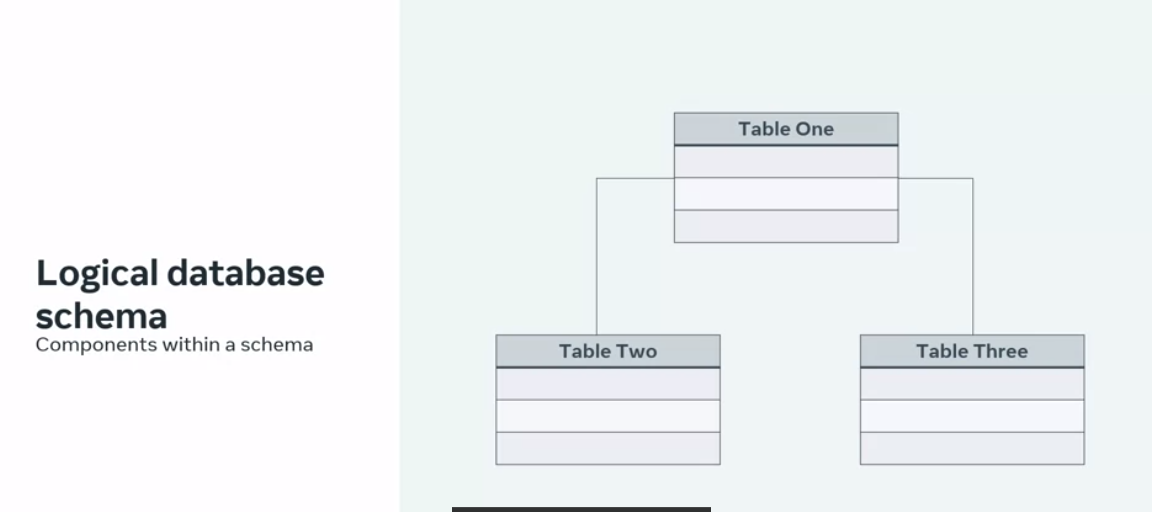 Logical database
schema
Components within a schema
Table One
Table Two
Table Three